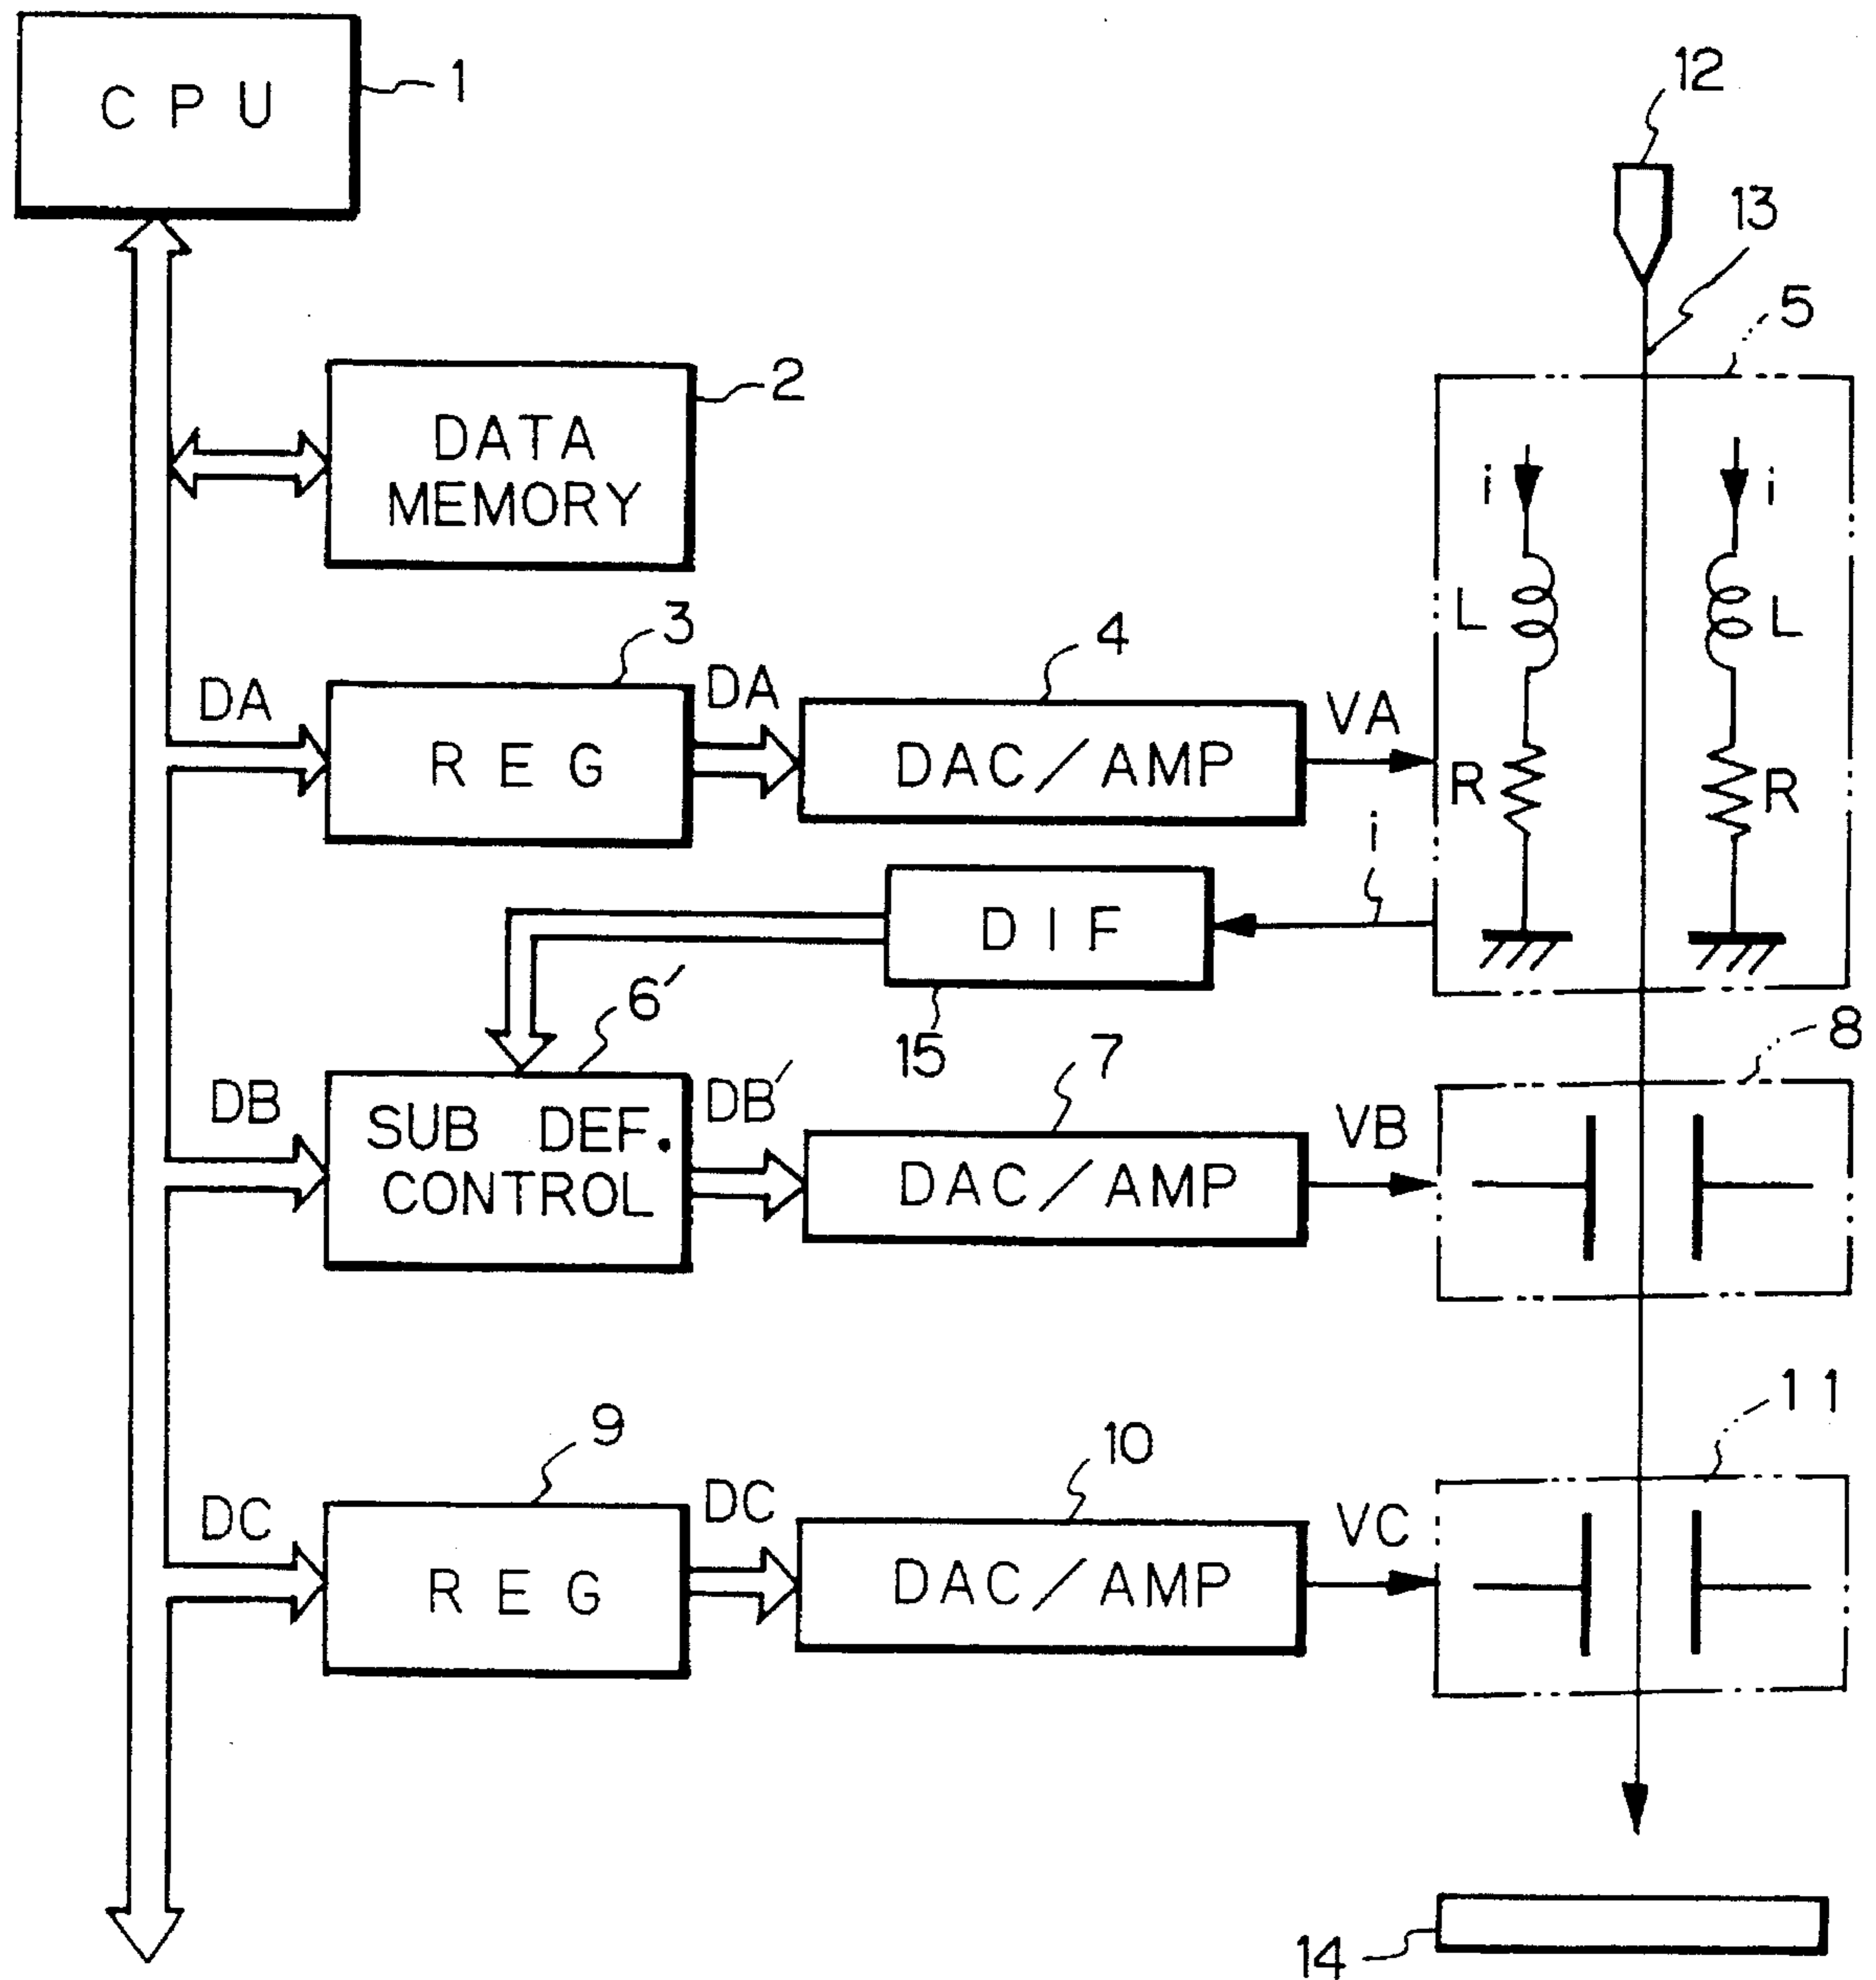 CPU
1
12
13
5
DATA
MEMORY
2
i
i
L
L
R
R
3
DA
REG
DA
4
DAC/AMP
VA
i
DIF
15
6'
DB
SUB DEF.
CONTROL
DB'
7
DAC/AMP
VB
8
9
DC
REG
DC
10
DAC/AMP
VC
11
14